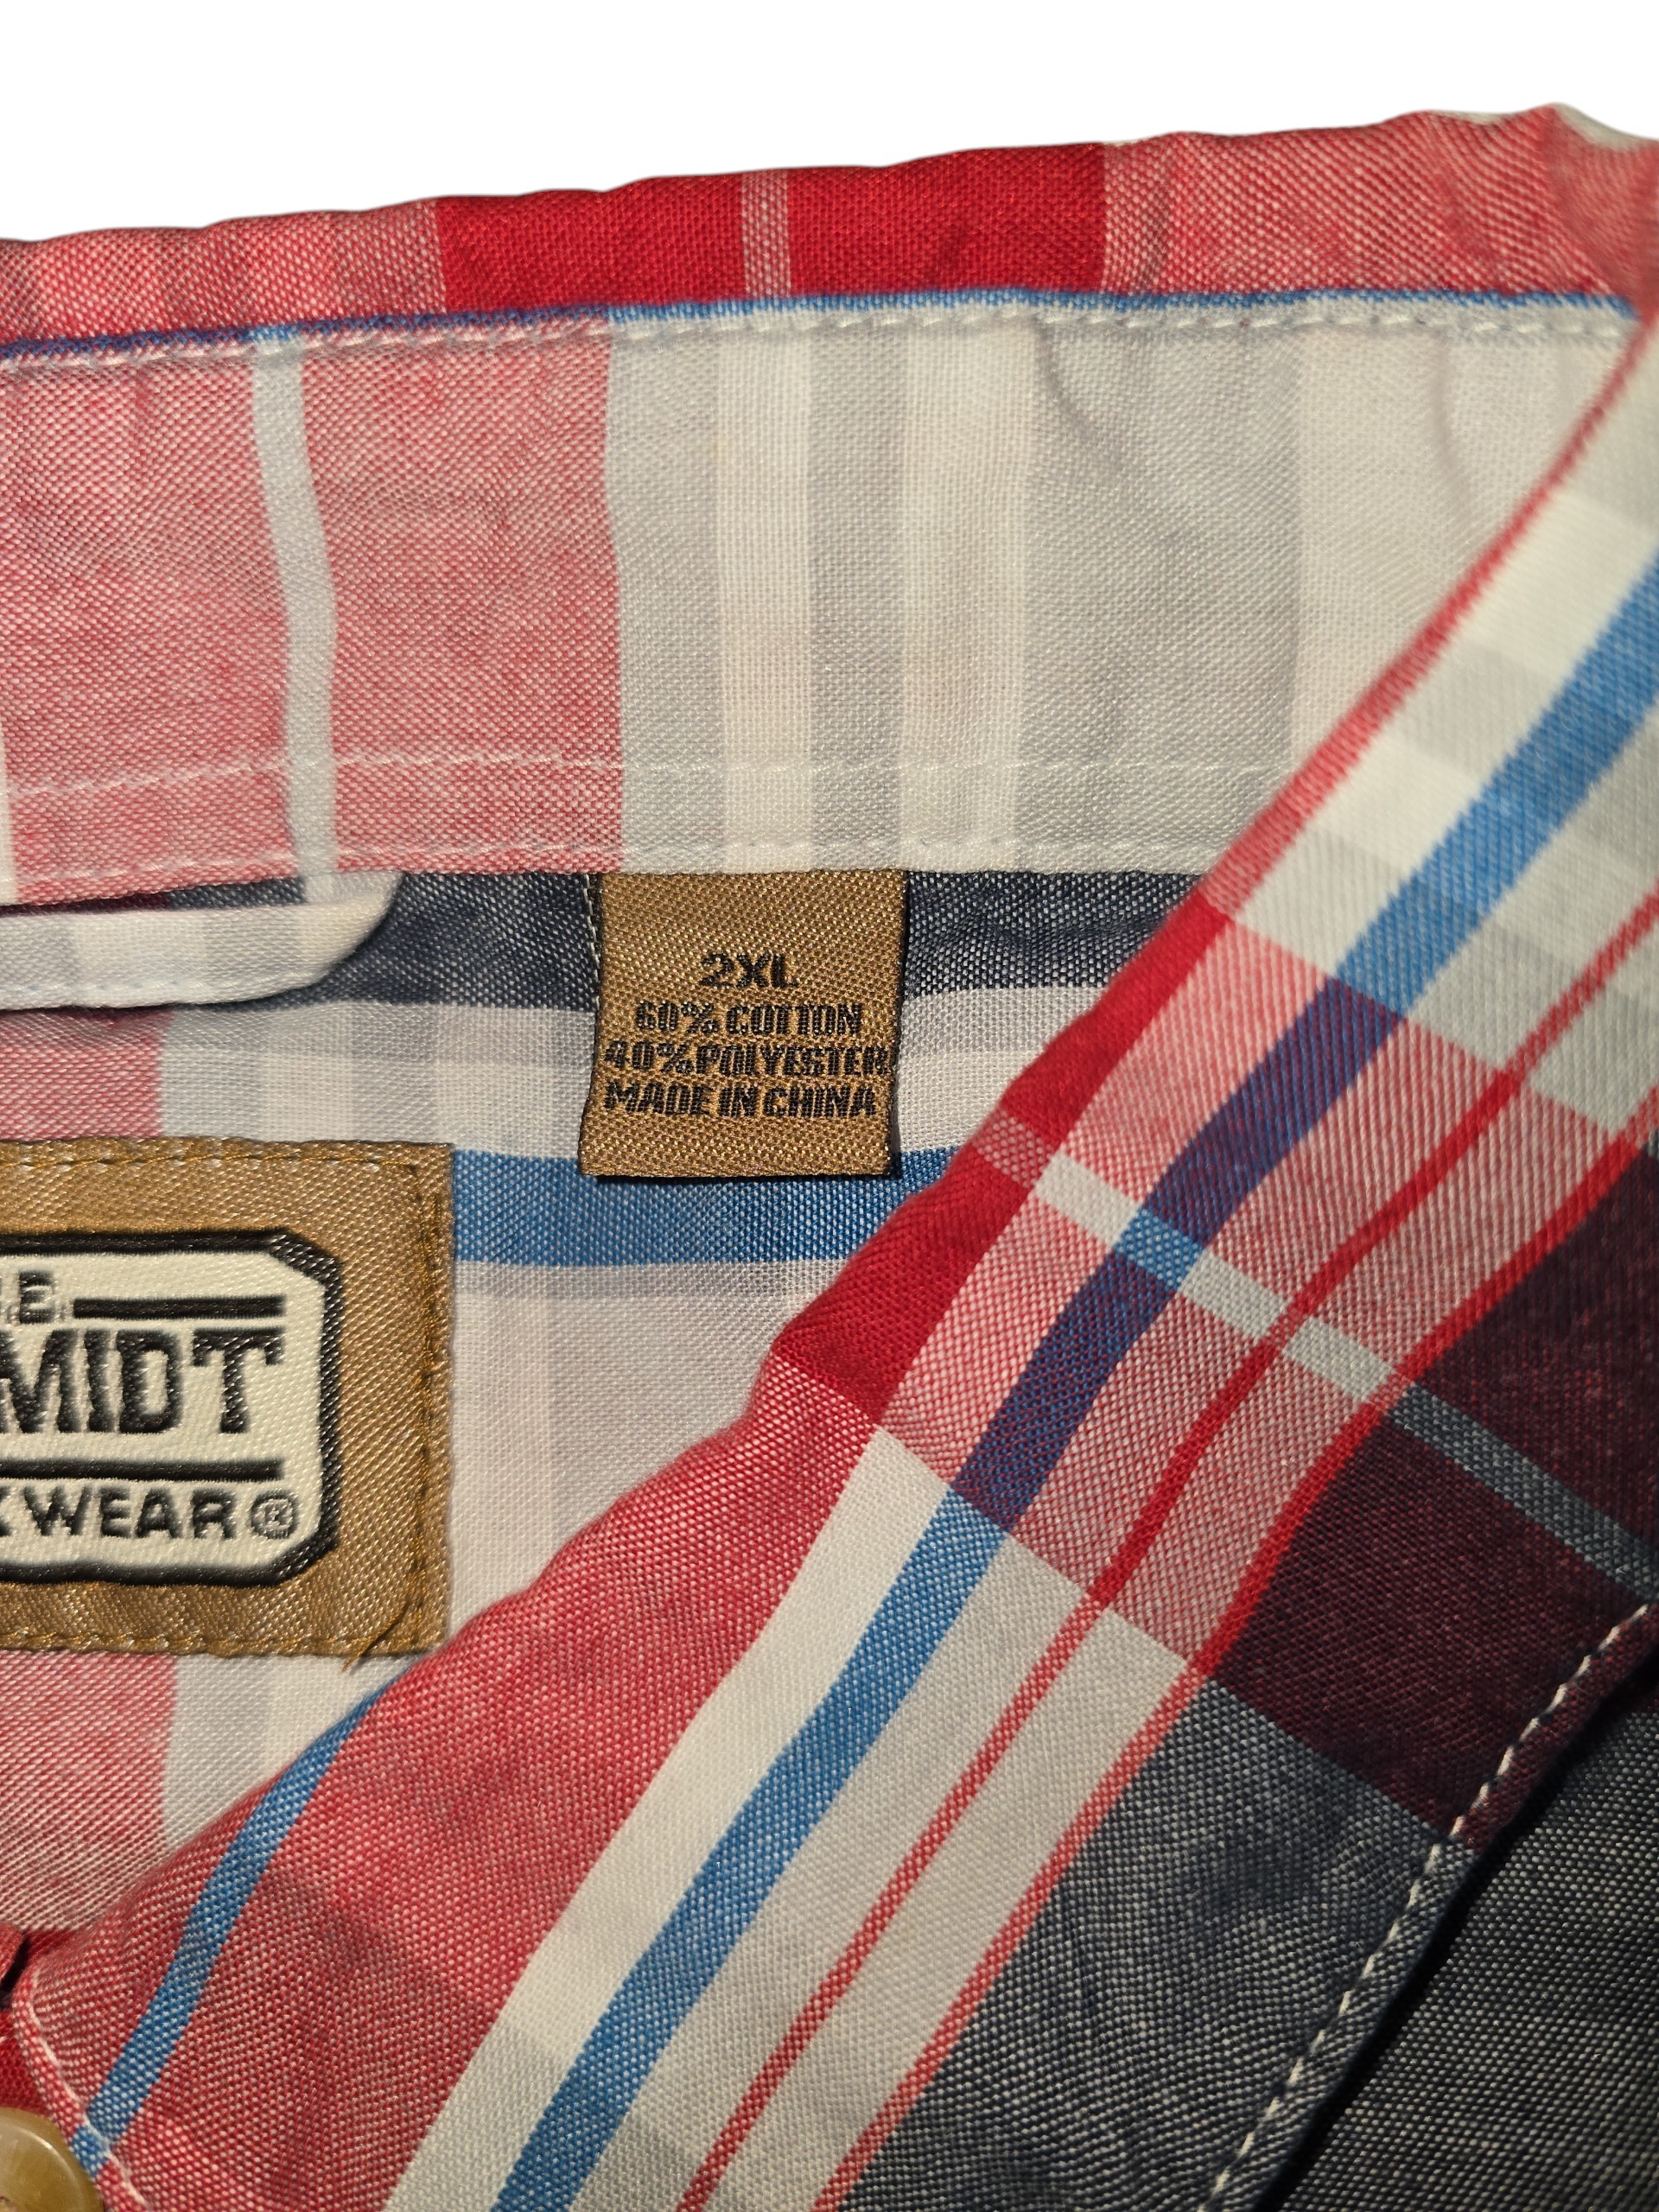 2XL
60% COTTON
40% POLYESTER
MADE IN CHINA
.E.
MIDT
WEAR®